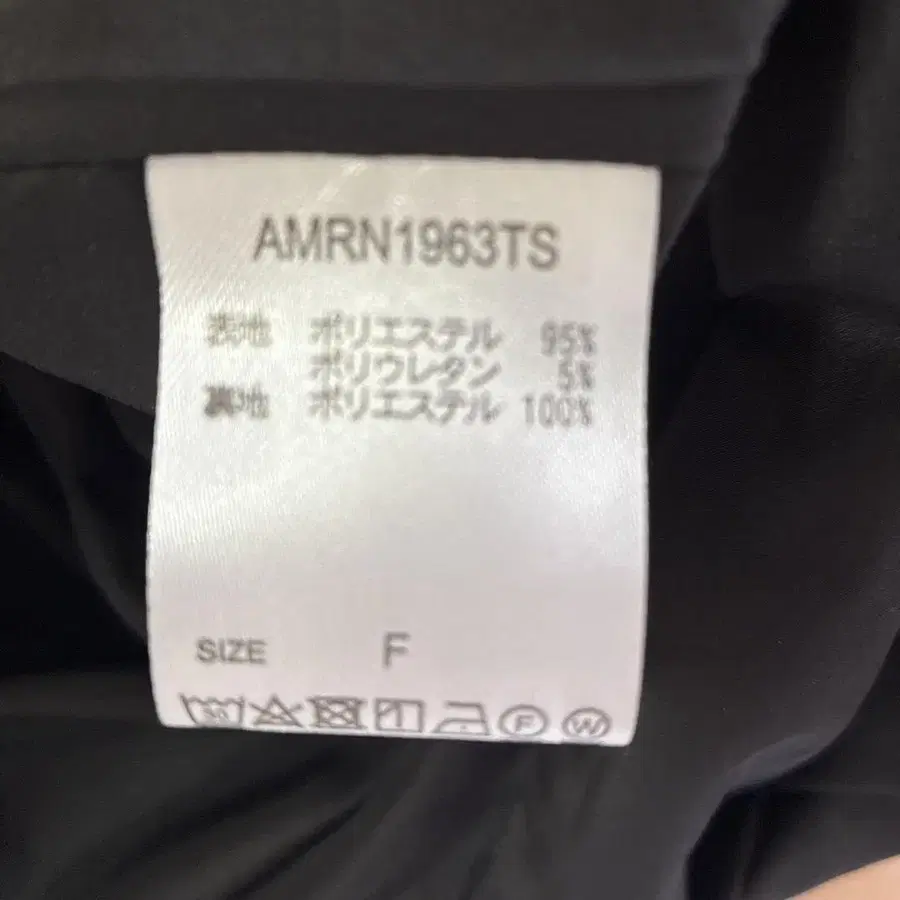 AMRN1963TS
表地 ポリエステル 95%
ポリウレタン 5%
裏地 ポリエステル 100%
SIZE F
30 F W